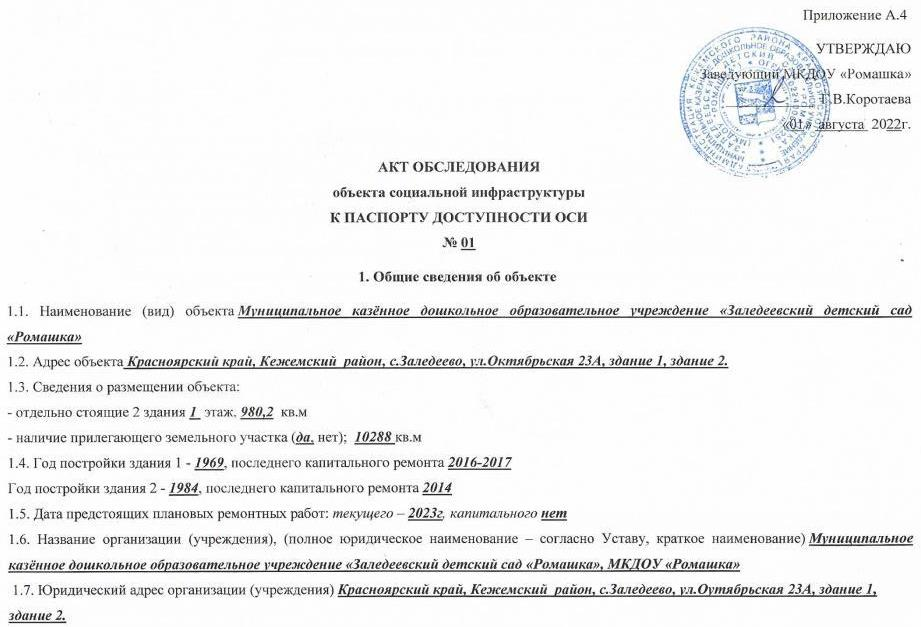 Приложение А.4
УТВЕРЖДАЮ
Заведующий МКДОУ «Ромашка»
Г.В.Коротаева
«01» августа 2022г.
АКТ ОБСЛЕДОВАНИЯ
объекта социальной инфраструктуры
К ПАСПОРТУ ДОСТУПНОСТИ ОСИ
№ 01
1. Общие сведения об объекте
1.1. Наименование (вид) объекта Муниципальное казённое дошкольное образовательное учреждение «Заледеевский детский сад
«Ромашка»
1.2. Адрес объекта Красноярский край, Кежемский район, с.Заледеево, ул.Октябрьская 23А, здание 1, здание 2.
1.3. Сведения о размещении объекта:
- отдельно стоящие 2 здания 1 этаж, 980,2 кв.м
- наличие прилегающего земельного участка (да, нет); 10288 кв.м
1.4. Год постройки здания 1 - 1969, последнего капитального ремонта 2016-2017
Год постройки здания 2 - 1984, последнего капитального ремонта 2014
1.5. Дата предстоящих плановых ремонтных работ: текущего – 2023г, капитального нет
1.6. Название организации (учреждения), (полное юридическое наименование – согласно Уставу, краткое наименование) Муниципальное
казённое дошкольное образовательное учреждение «Заледеевский детский сад «Ромашка», МКДОУ «Ромашка»
1.7. Юридический адрес организации (учреждения) Красноярский край, Кежемский район, с.Заледеево, ул.Оутябрьская 23А, здание 1,
здание 2.